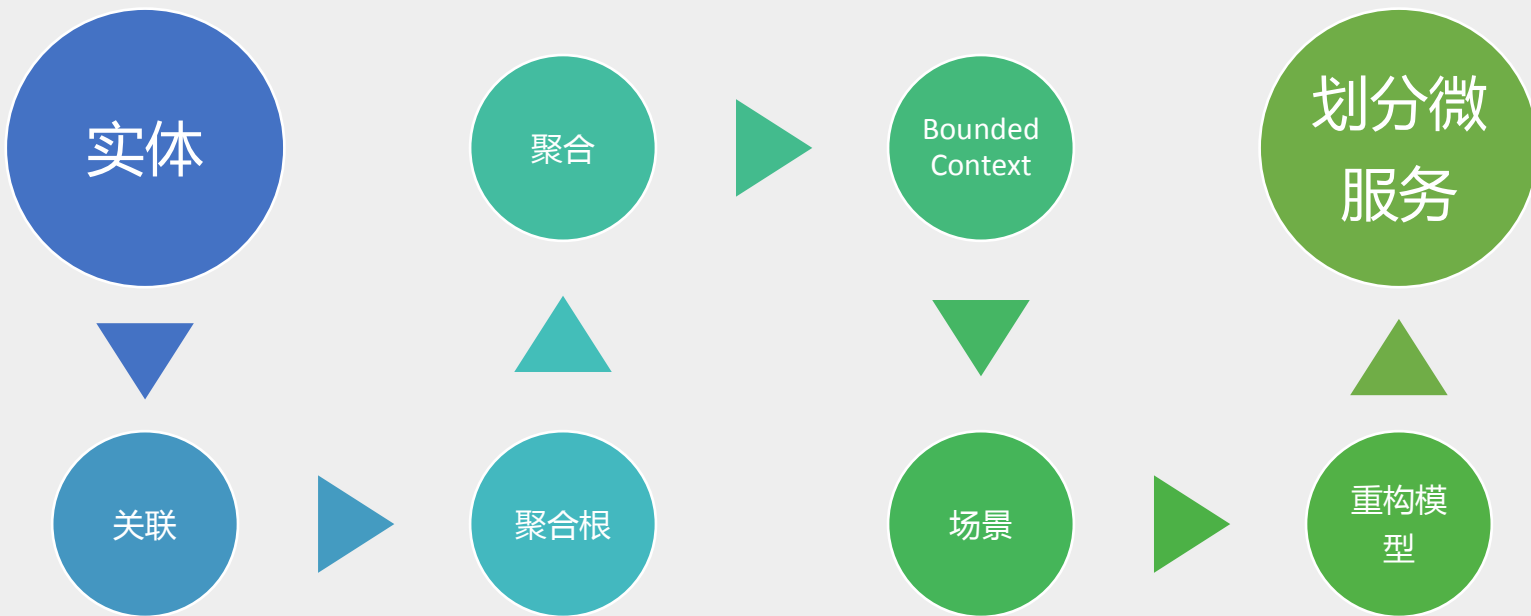 实体
关联
聚合根
聚合
Bounded
Context
场景
重构模
型
划分微
服务